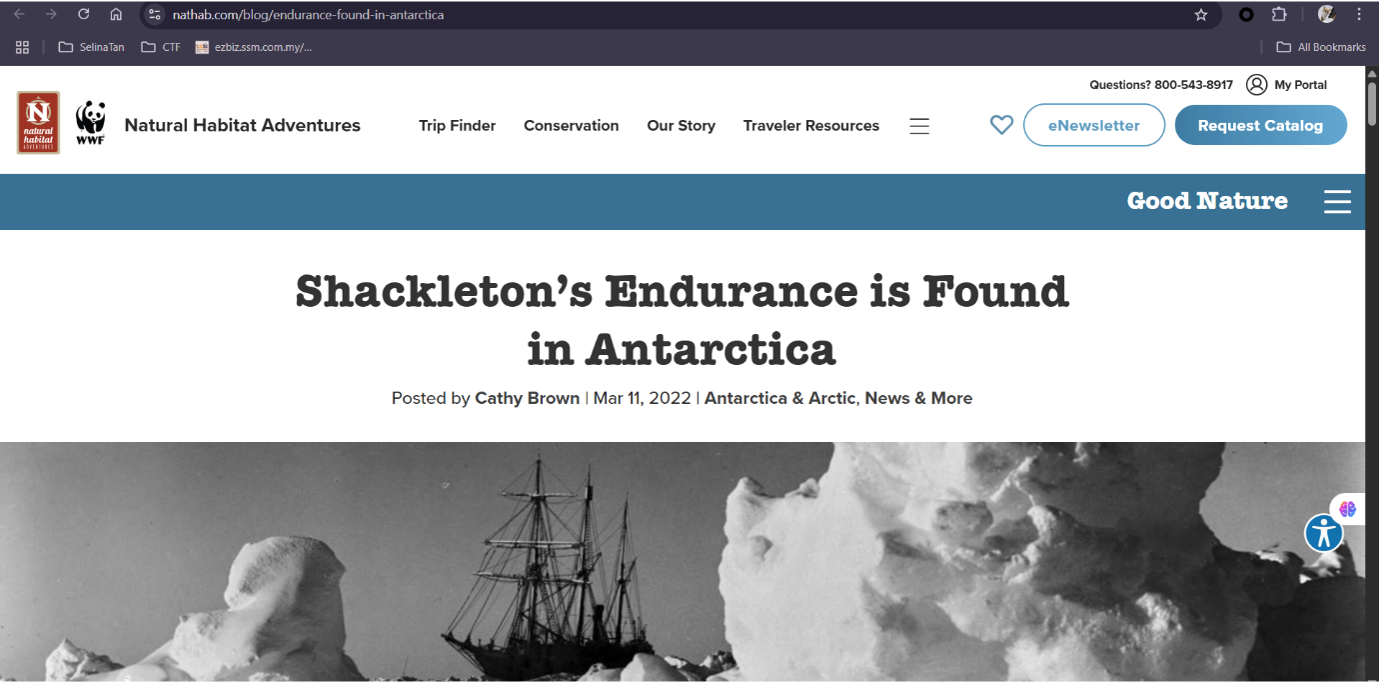 nathab.com/blog/endurance-found-in-antarctica
SelinaTan
CTF
ezbiz.ssm.com.my/...
All Bookmarks
Questions? 800-543-8917
My Portal
N
natural
habitat
ADVENTURES
WWF
Natural Habitat Adventures
Trip Finder
Conservation
Our Story
Traveler Resources
eNewsletter
Request Catalog
Good Nature
Shackleton’s Endurance is Found
in Antarctica
Posted by Cathy Brown | Mar 11, 2022 | Antarctica & Arctic, News & More